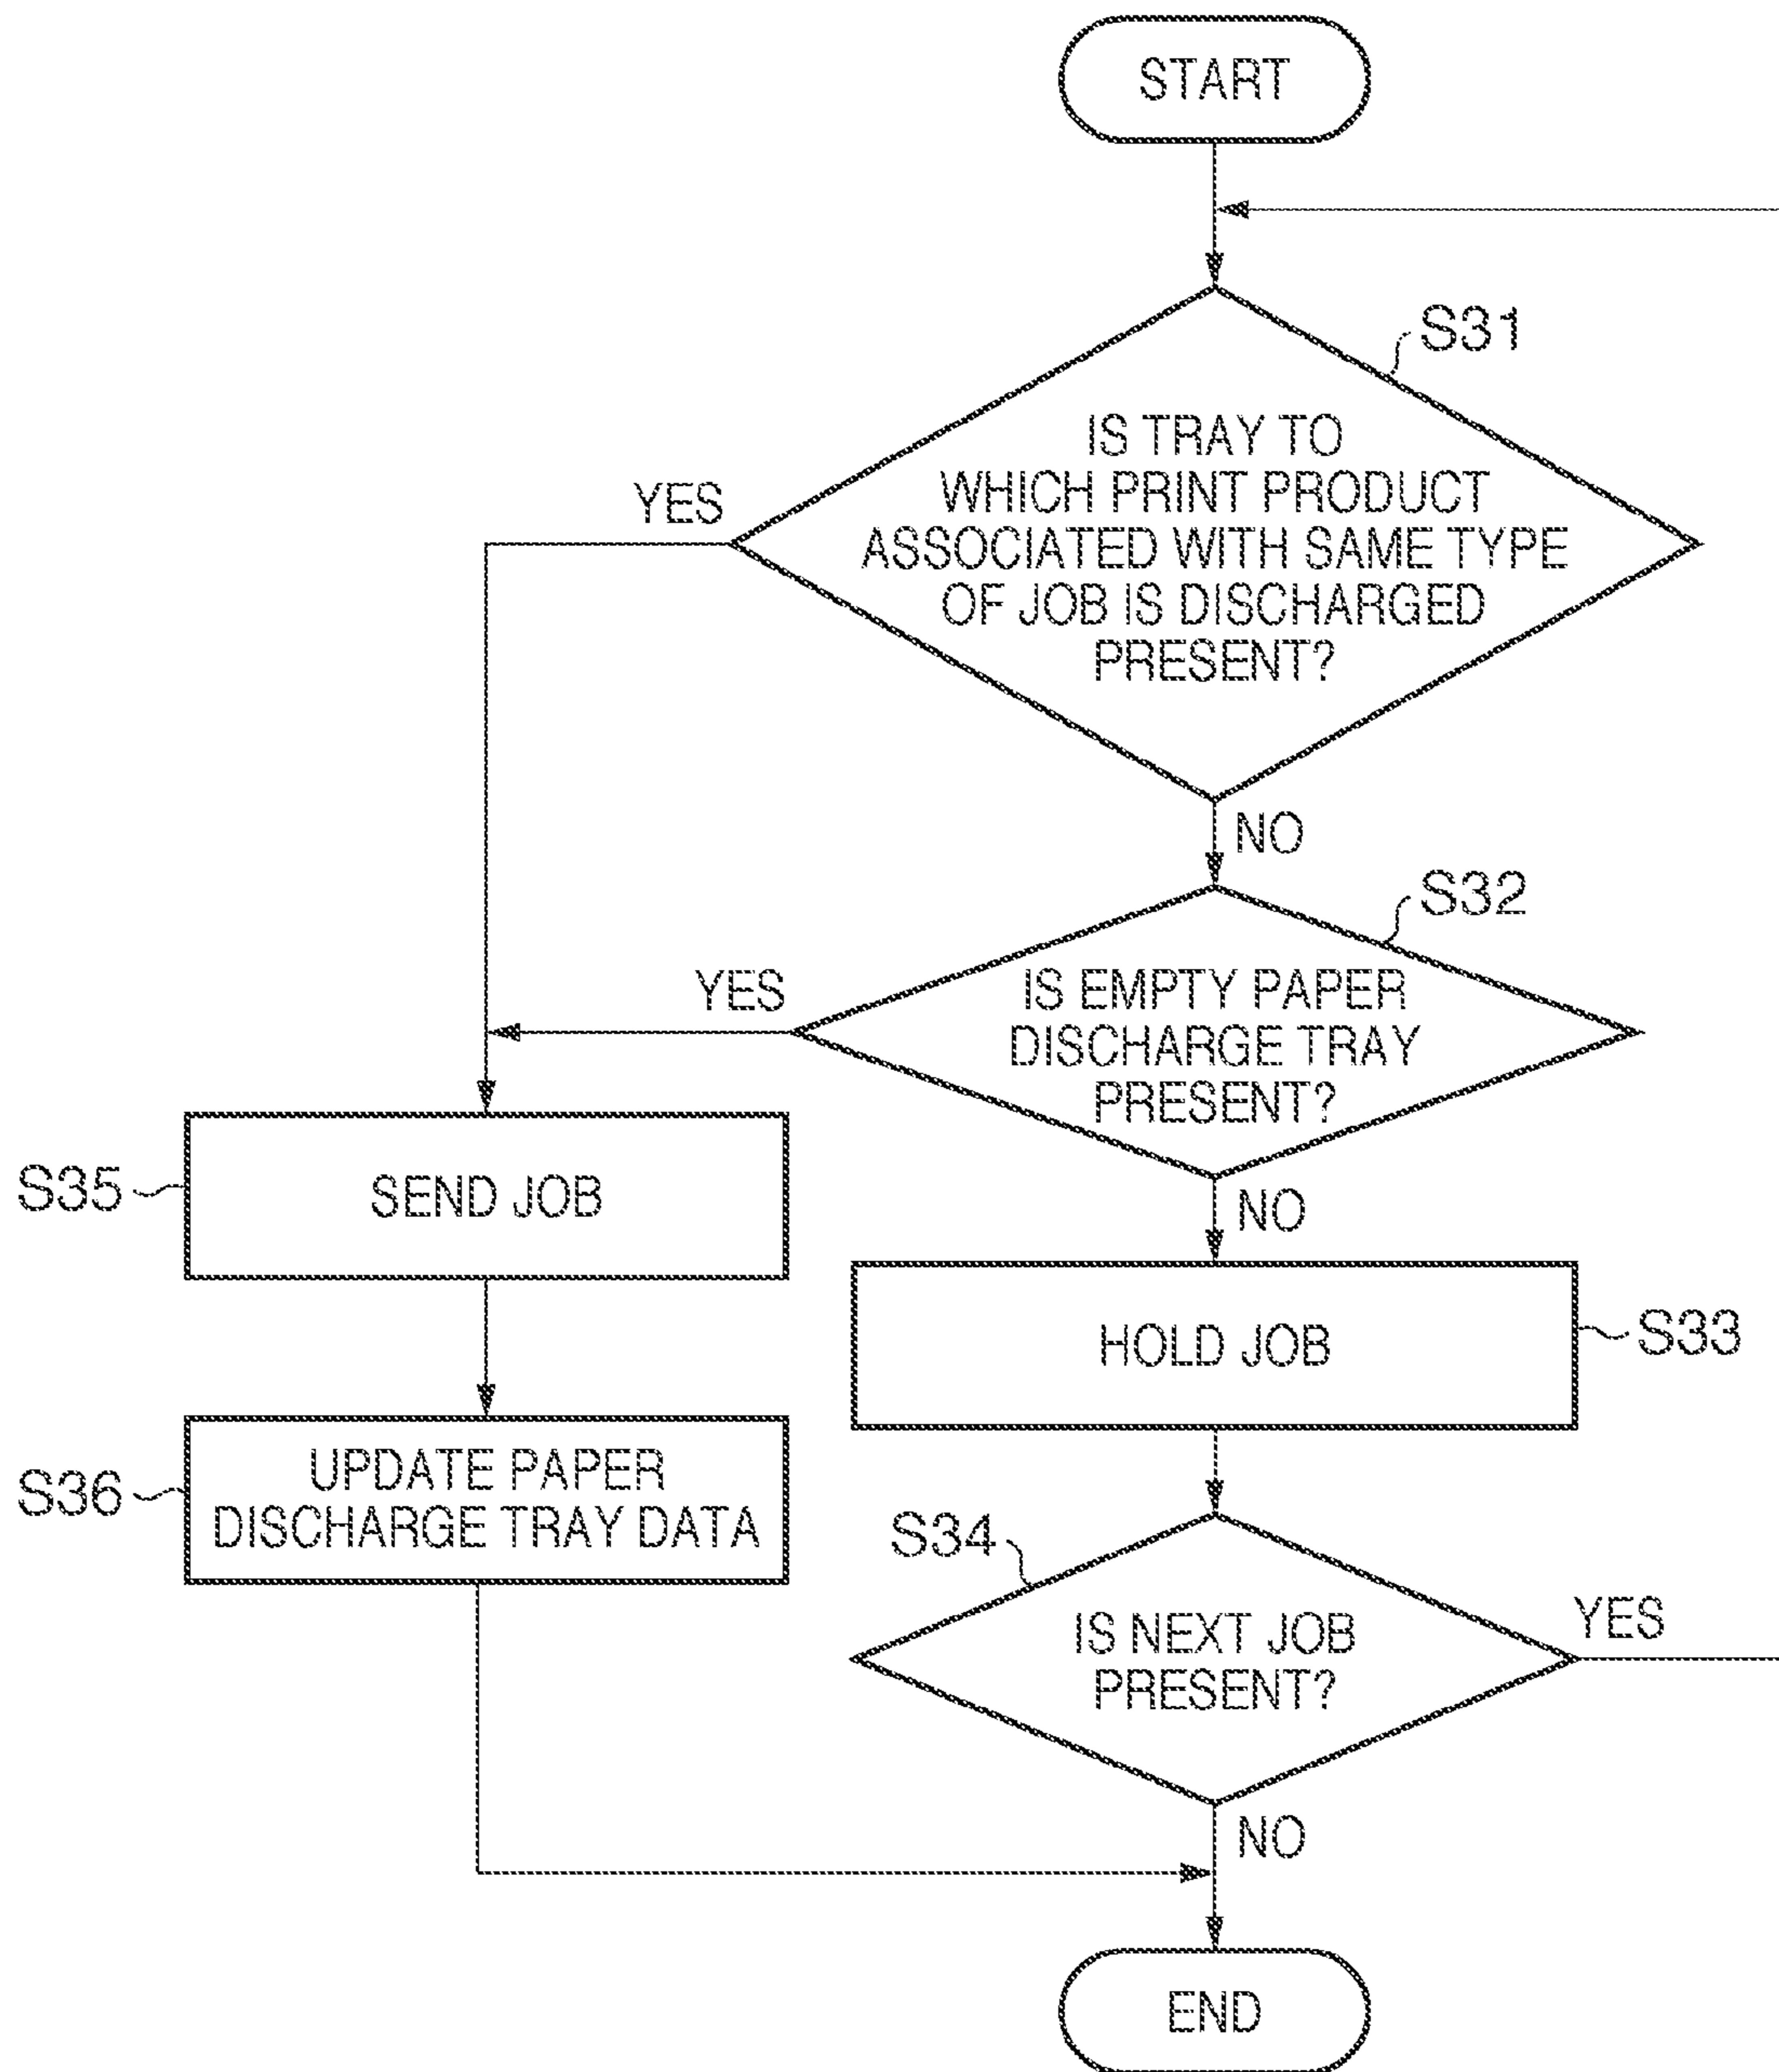 START
S31
IS TRAY TO
WHICH PRINT PRODUCT
ASSOCIATED WITH SAME TYPE
OF JOB IS DISCHARGED
PRESENT?
YES
NO
S32
IS EMPTY PAPER
DISCHARGE TRAY
PRESENT?
YES
NO
S35
SEND JOB
HOLD JOB
S33
S36
UPDATE PAPER
DISCHARGE TRAY DATA
S34
IS NEXT JOB
PRESENT?
YES
NO
END